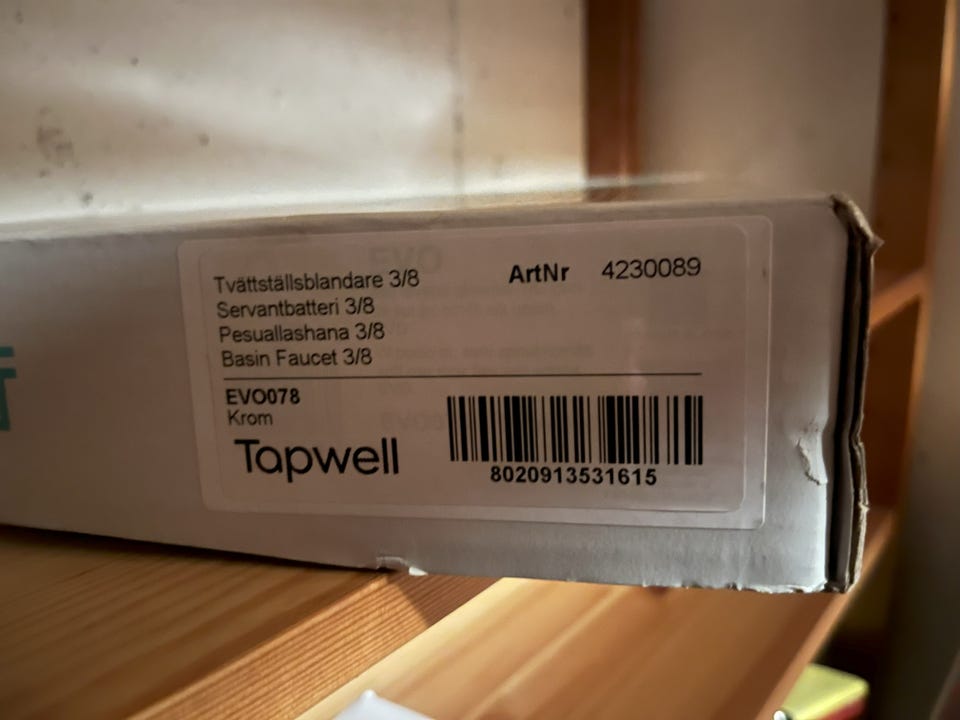 Tvättställsblandare 3/8
Servantbatteri 3/8
Pesuallashana 3/8
Basin Faucet 3/8
ArtNr 4230089
EVO078
Krom
Tapwell
8020913531615
EVO